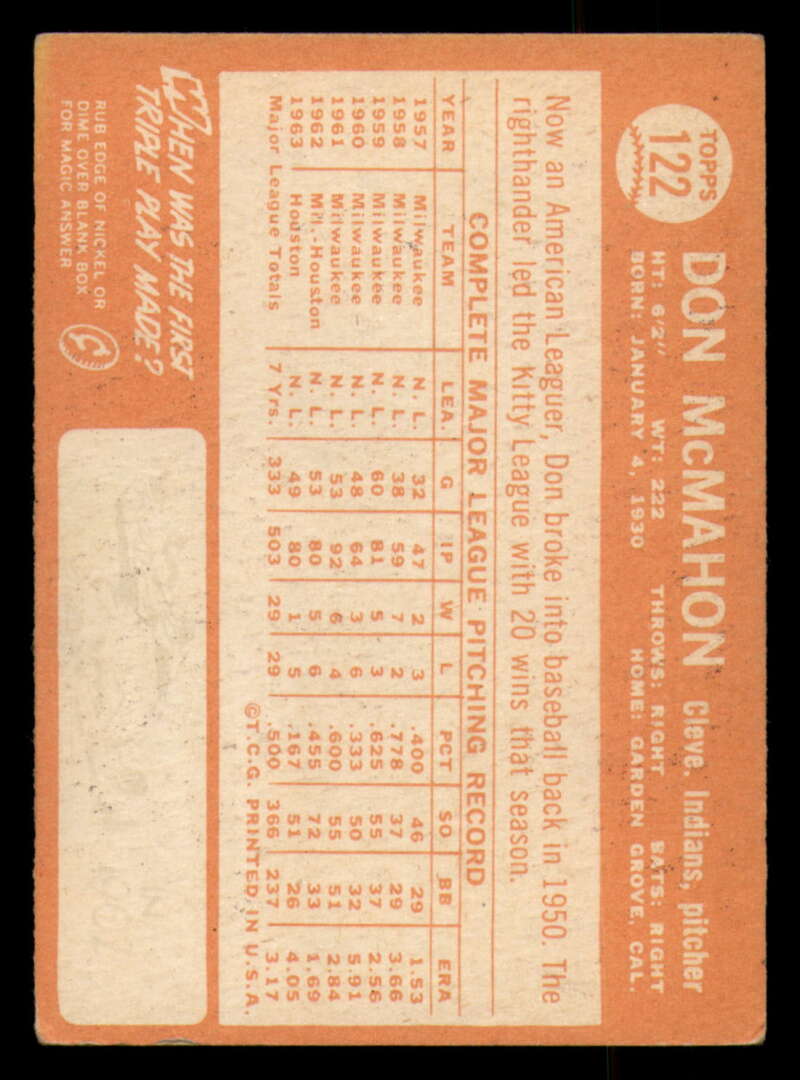 TOPPS
122
DON McMAHON Cleve. Indians, pitcher
HT: 6'2" WT: 222 THROWS: RIGHT BATS: RIGHT
BORN: JANUARY 4, 1930 HOME: GARDEN GROVE, CAL.
Now an American Leaguer, Don broke into baseball back in 1950. The
righthander led the Kitty League with 20 wins that season.
COMPLETE MAJOR LEAGUE PITCHING RECORD
YEAR TEAM LEA. G IP W L PCT SO BB ERA
1957 Milwaukee N. L. 32 47 2 3 .400 46 29 1.53
1958 Milwaukee N. L. 38 59 7 2 .778 37 29 3.66
1959 Milwaukee N. L. 60 81 5 3 .625 55 37 2.56
1960 Milwaukee N. L. 48 64 3 6 .333 50 32 5.91
1961 Milwaukee N. L. 53 92 6 4 .600 55 51 2.84
1962 Mil.-Houston N. L. 53 80 5 6 .455 72 33 1.69
1963 Houston N. L. 49 80 1 5 .167 51 26 4.05
Major League Totals 7 Yrs. 333 503 29 29 .500 366 237 3.17
©T.C.G. PRINTED IN U.S.A.
WHEN WAS THE FIRST
TRIPLE PLAY MADE?
RUB EDGE OF NICKEL OR
DIME OVER BLANK BOX
FOR MAGIC ANSWER